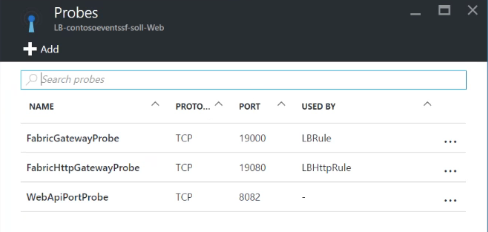 Probes
LB-contosoeventssf-soll-Web
Add
Search probes
NAME PROTO... PORT USED BY
FabricGatewayProbe TCP 19000 LBRule ...
FabricHttpGatewayProbe TCP 19080 LBHttpRule ...
WebApiPortProbe TCP 8082 - ...